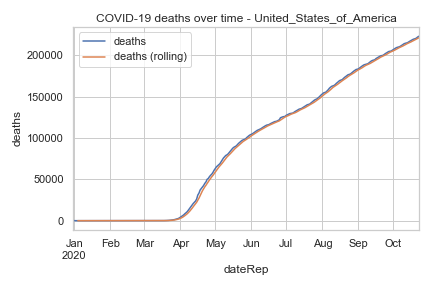 COVID-19 deaths over time - United_States_of_America
deaths
deaths (rolling)
200000
150000
100000
50000
0
deaths
Jan Feb Mar Apr May Jun Jul Aug Sep Oct
2020
dateRep